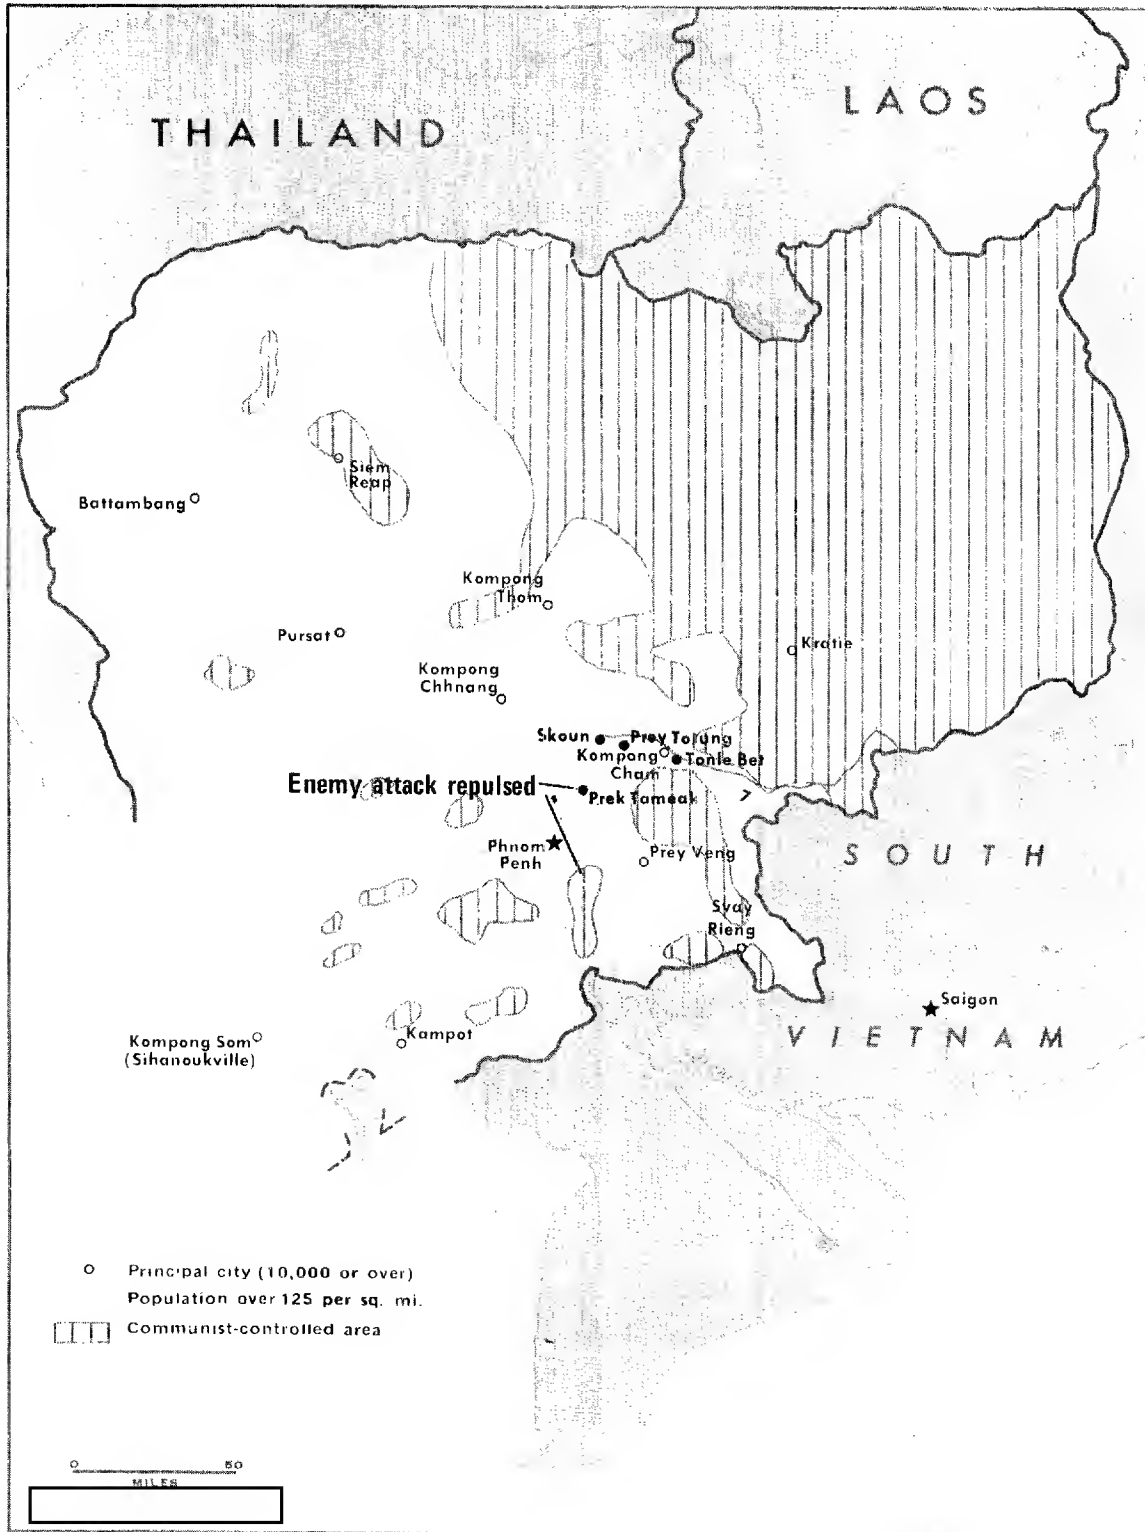 THAILAND
LAOS
Siem
Reap
Battambang
Kompong
Thom
Pursat
Kratie
Kompong
Chhnang
Skoun
Prey Totung
Kompong
Cham
Tonle Bet
Enemy attack repulsed
Prek Tameak
7
Phnom
Penh
Prey Veng
SOUTH
Svay
Rieng
Saigon
VIETNAM
Kompong Som
(Sihanoukville)
Kampot
Principal city (10,000 or over)
Population over 125 per sq. mi.
Communist-controlled area
0 50
MILES